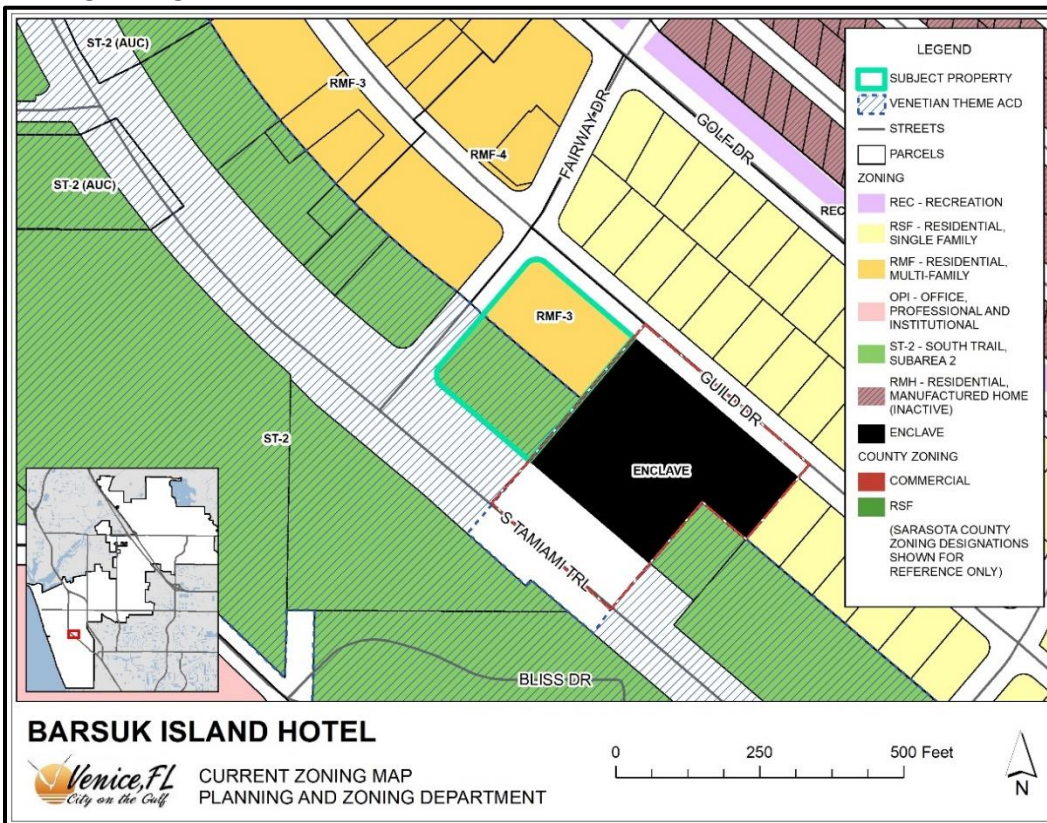 ST-2 (AUC)
RMF-3
RMF-4
ST-2 (AUC)
FAIRWAY DR
GOLF DR
REC
RMF-3
GUILD DR
ST-2
ENCLAVE
S TAMIAMI TRL
BLISS DR
LEGEND
SUBJECT PROPERTY
VENETIAN THEME ACD
STREETS
PARCELS
ZONING
REC - RECREATION
RSF - RESIDENTIAL,
SINGLE FAMILY
RMF - RESIDENTIAL,
MULTI-FAMILY
OPI - OFFICE,
PROFESSIONAL AND
INSTITUTIONAL
ST-2 - SOUTH TRAIL,
SUBAREA 2
RMH - RESIDENTIAL,
MANUFACTURED HOME
(INACTIVE)
ENCLAVE
COUNTY ZONING
COMMERCIAL
RSF
(SARASOTA COUNTY
ZONING DESIGNATIONS
SHOWN FOR
REFERENCE ONLY)
BARSUK ISLAND HOTEL
Venice, FL
City on the Gulf
CURRENT ZONING MAP
PLANNING AND ZONING DEPARTMENT
0 250 500 Feet
N